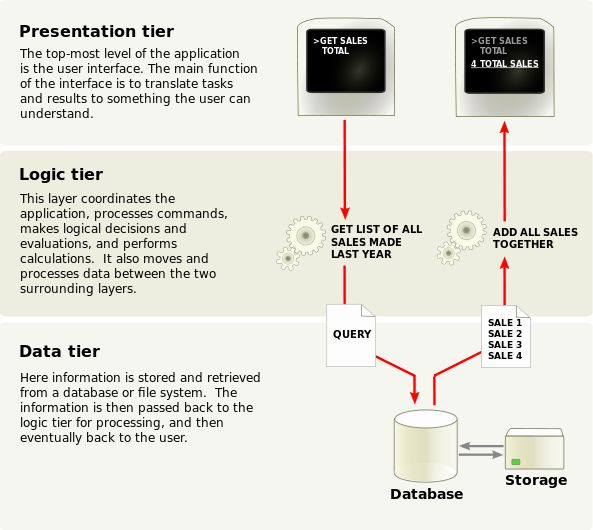 Presentation tier
The top-most level of the application
is the user interface. The main function
of the interface is to translate tasks
and results to something the user can
understand.
>GET SALES
TOTAL
>GET SALES
TOTAL
4 TOTAL SALES
Logic tier
This layer coordinates the
application, processes commands,
makes logical decisions and
evaluations, and performs
calculations.  It also moves and
processes data between the two
surrounding layers.
GET LIST OF ALL
SALES MADE
LAST YEAR
ADD ALL SALES
TOGETHER
Data tier
Here information is stored and retrieved
from a database or file system.  The
information is then passed back to the
logic tier for processing, and then
eventually back to the user.
QUERY
SALE 1
SALE 2
SALE 3
SALE 4
Database
Storage